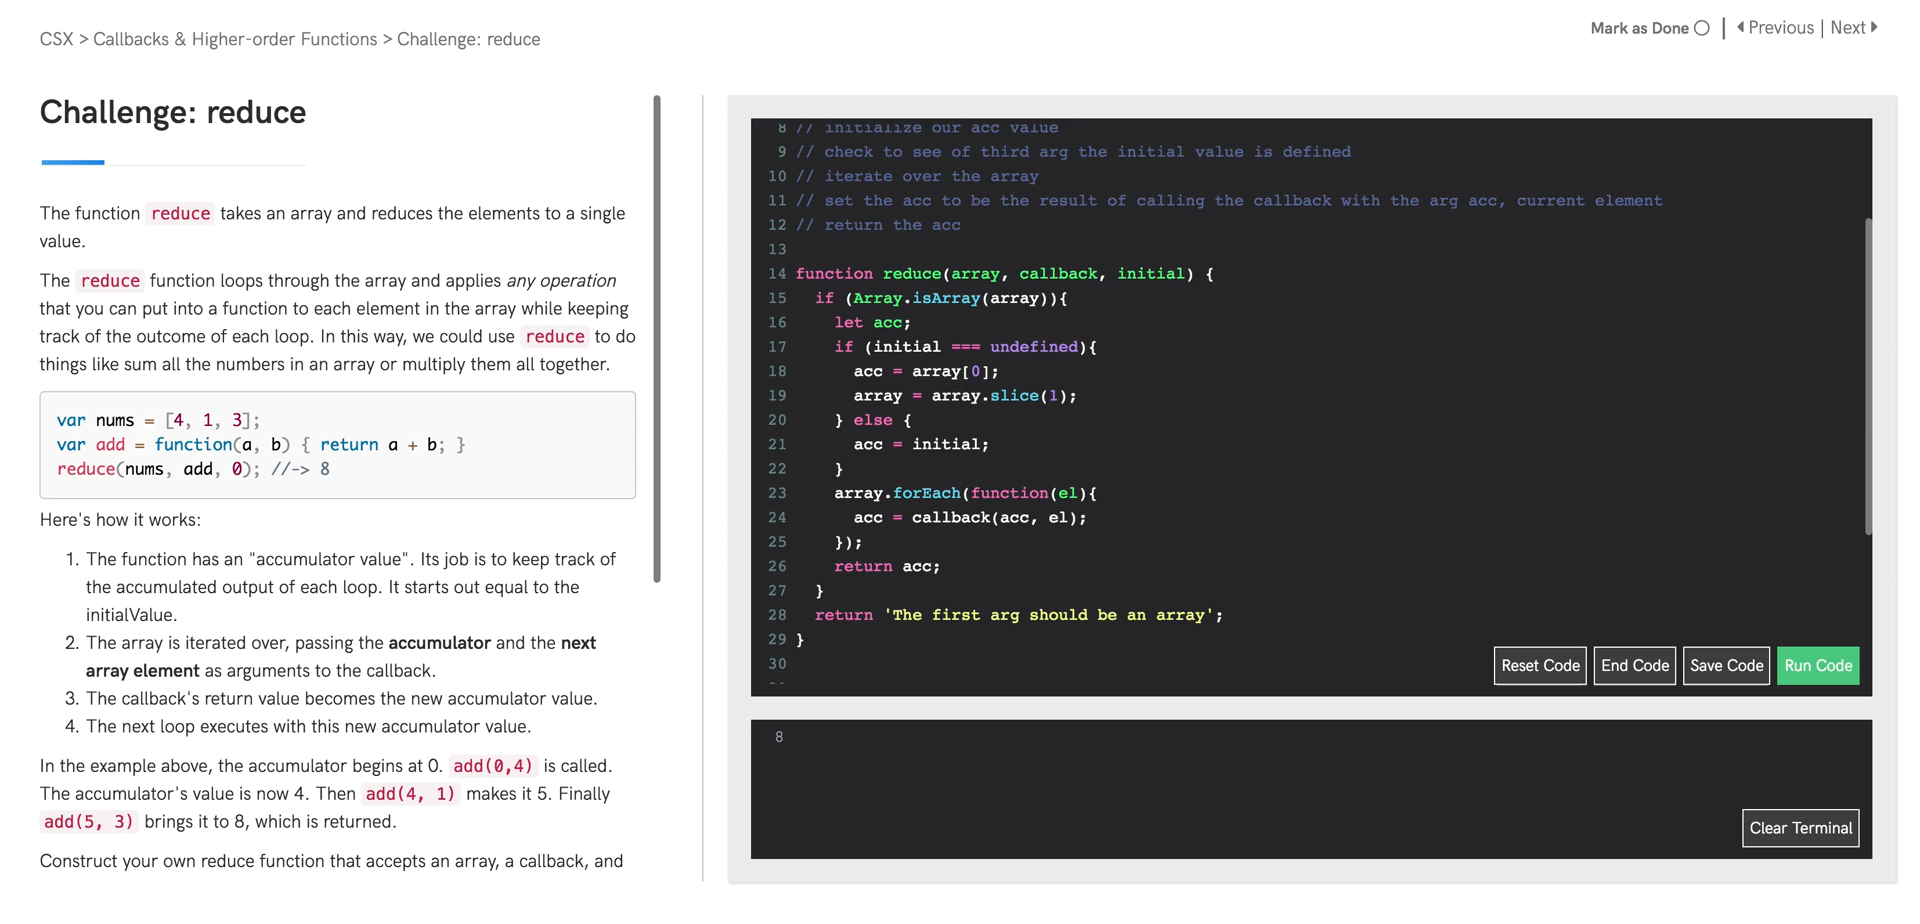 CSX > Callbacks & Higher-order Functions > Challenge: reduce
Mark as Done | Previous | Next
Challenge: reduce
The function reduce takes an array and reduces the elements to a single
value.
The reduce function loops through the array and applies any operation
that you can put into a function to each element in the array while keeping
track of the outcome of each loop. In this way, we could use reduce to do
things like sum all the numbers in an array or multiply them all together.
var nums = [4, 1, 3];
var add = function(a, b) { return a + b; }
reduce(nums, add, 0); //-> 8
Here's how it works:
1. The function has an "accumulator value". Its job is to keep track of
the accumulated output of each loop. It starts out equal to the
initialValue.
2. The array is iterated over, passing the accumulator and the next
array element as arguments to the callback.
3. The callback's return value becomes the new accumulator value.
4. The next loop executes with this new accumulator value.
In the example above, the accumulator begins at 0. add(0,4) is called.
The accumulator's value is now 4. Then add(4, 1) makes it 5. Finally
add(5, 3) brings it to 8, which is returned.
Construct your own reduce function that accepts an array, a callback, and
8 // initialize our acc value
9 // check to see of third arg the initial value is defined
10 // iterate over the array
11 // set the acc to be the result of calling the callback with the arg acc, current element
12 // return the acc
13
14 function reduce(array, callback, initial) {
15 if (Array.isArray(array)){
16 let acc;
17 if (initial === undefined){
18 acc = array[0];
19 array = array.slice(1);
20 } else {
21 acc = initial;
22 }
23 array.forEach(function(el){
24 acc = callback(acc, el);
25 });
26 return acc;
27 }
28 return 'The first arg should be an array';
29 }
30
Reset Code End Code Save Code Run Code
8
Clear Terminal